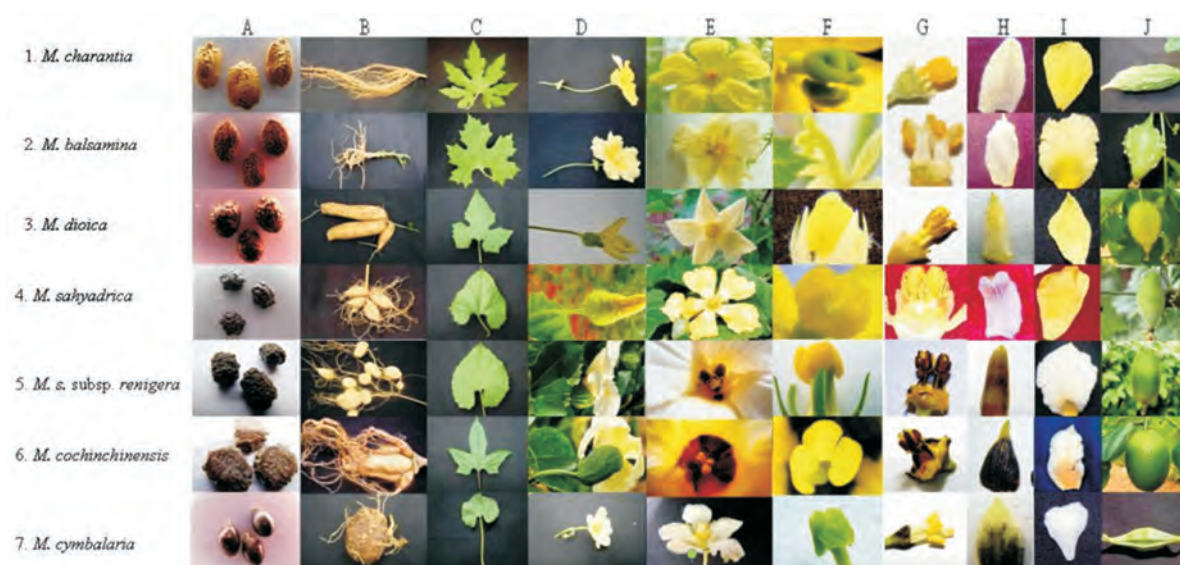 A B C D E F G H I J
1. M. charantia
2. M. balsamina
3. M. dioica
4. M. sahyadrica
5. M. s. subsp. renigera
6. M. cochinchinensis
7. M. cymbalaria